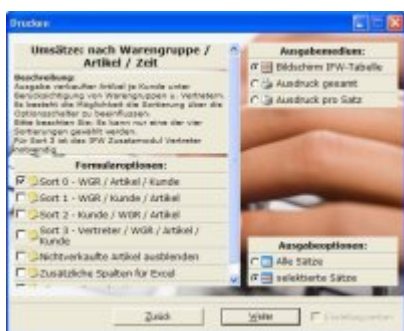 Drucken
Umsätze: nach Warengruppe /
Artikel / Zeit
Beschreibung:
Ausgabe verkaufter Artikel je Kunde unter
Berücksichtigung von Warengruppen u. Vertretern.
Es besteht die Möglichkeit die Sortierung über die
Optionsschalter zu beeinflussen.
Bitte beachten Sie: Es kann nur eine der vier
Sortierungen gewählt werden.
Für Sort 3 ist das IFW Zusatzmodul Vertreter
notwendig.
Formularoptionen:
Sort 0 - WGR / Artikel / Kunde
Sort 1 - WGR / Kunde / Artikel
Sort 2 - Kunde / WGR / Artikel
Sort 3 - Vertreter / WGR / Artikel /
Kunde
Nichtverkaufte Artikel ausblenden
Zusätzliche Spalten für Excel
Ausgabemedium:
Bildschirm IFW-Tabelle
Ausdruck gesamt
Ausdruck pro Satz
Ausgabeoptionen:
Alle Sätze
selektierte Sätze
Zurück
Weiter